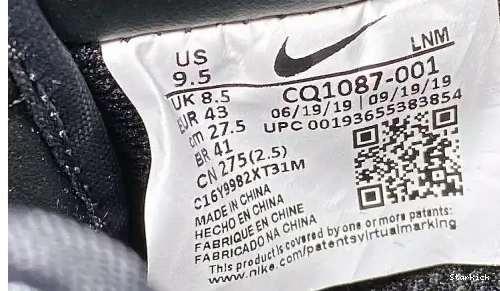 US
9.5
LNM
UK 8.5
CQ1087-001
EUR 43
06/19/19 | 09/19/19
cm 27.5
UPC 00193655383854
BR 41
CN 275(2.5)
C16Y9982XT31M
MADE IN CHINA
HECHO EN CHINA
FABRIQUE EN CHINE
FABRICADO NA CHINA
This product is covered by one or more patents:
www.nike.com/patentsvirtualmarking
StarKich